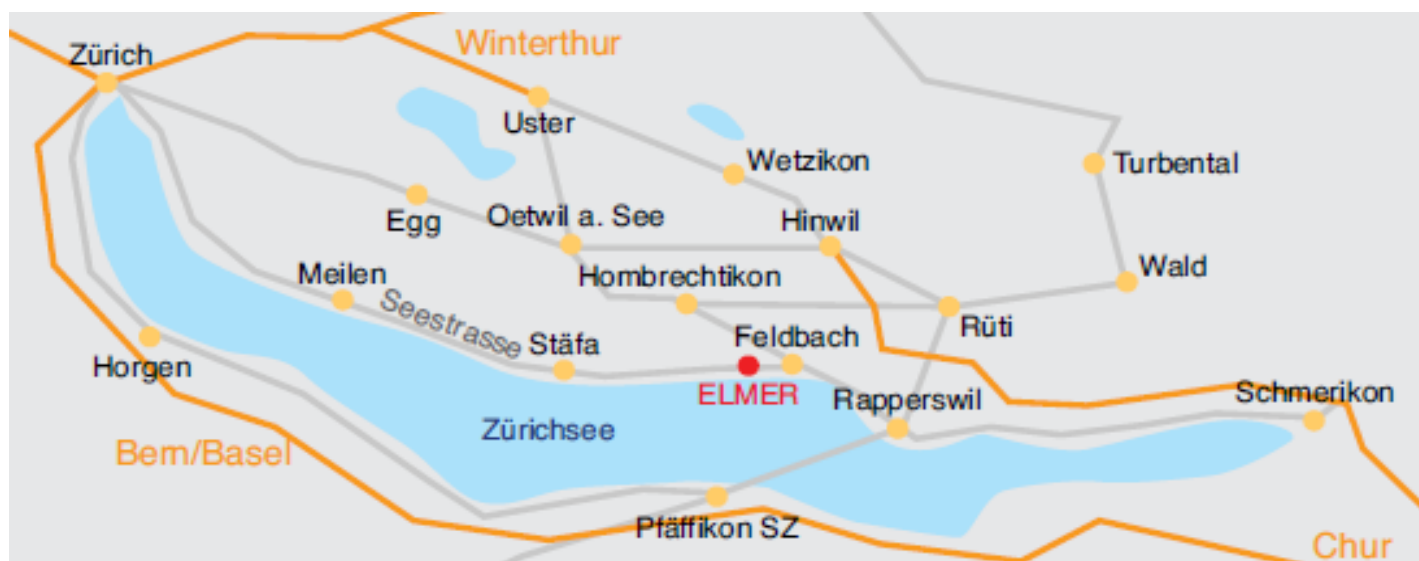 Zürich
Winterthur
Uster
Wetzikon
Turbental
Egg
Oetwil a. See
Hinwil
Meilen
Hombrechtikon
Wald
Seestrasse
Stäfa
Feldbach
Rüti
Horgen
ELMER
Rapperswil
Schmerikon
Zürichsee
Bern/Basel
Pfäffikon SZ
Chur